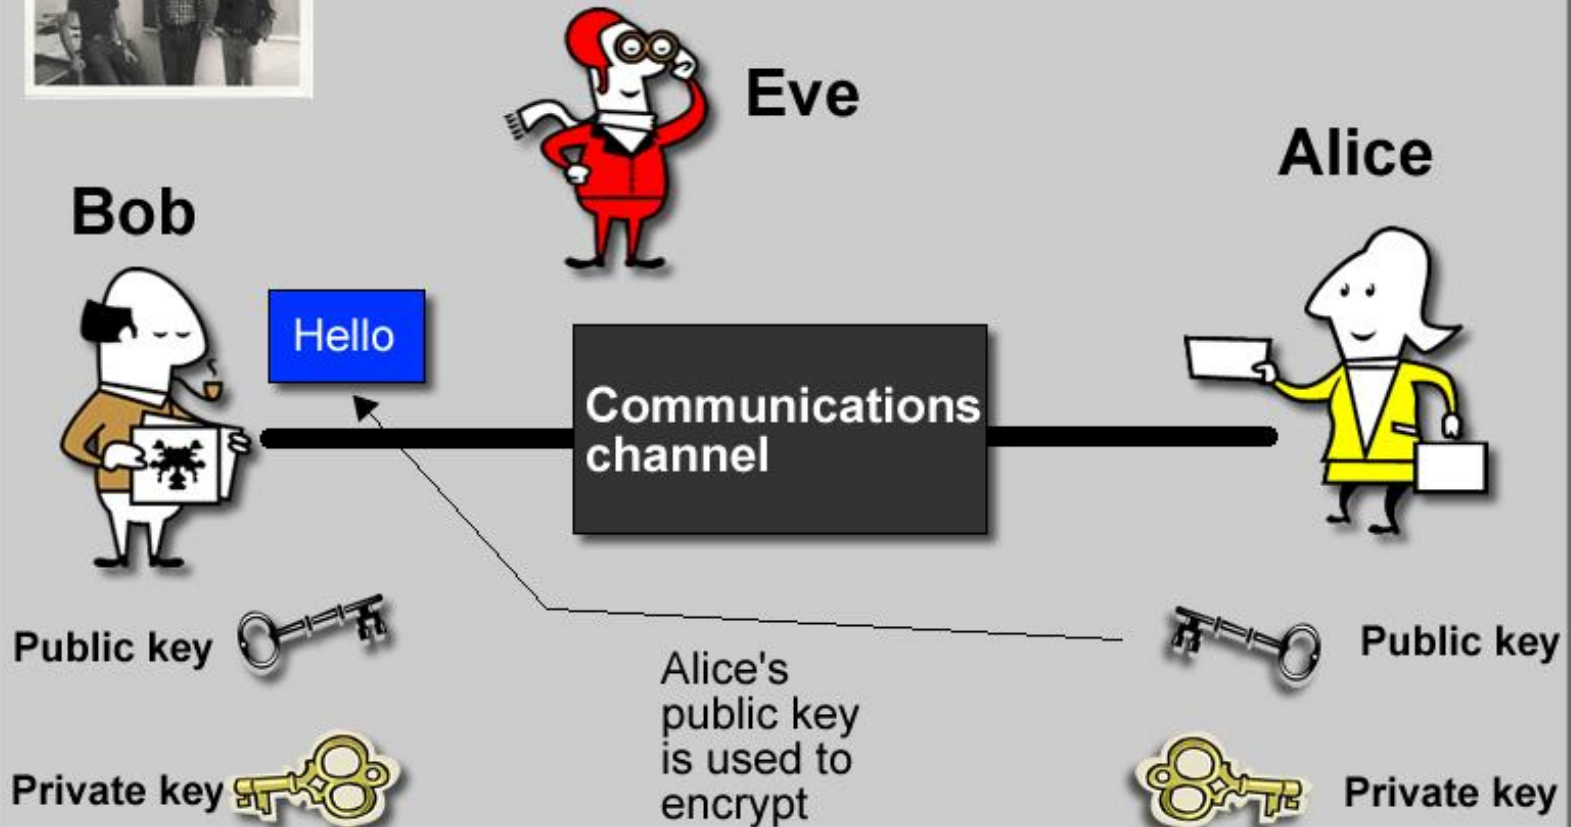 Eve
Alice
Bob
Hello
Communications
channel
Public key
Public key
Alice's
public key
is used to
encrypt
Private key
Private key